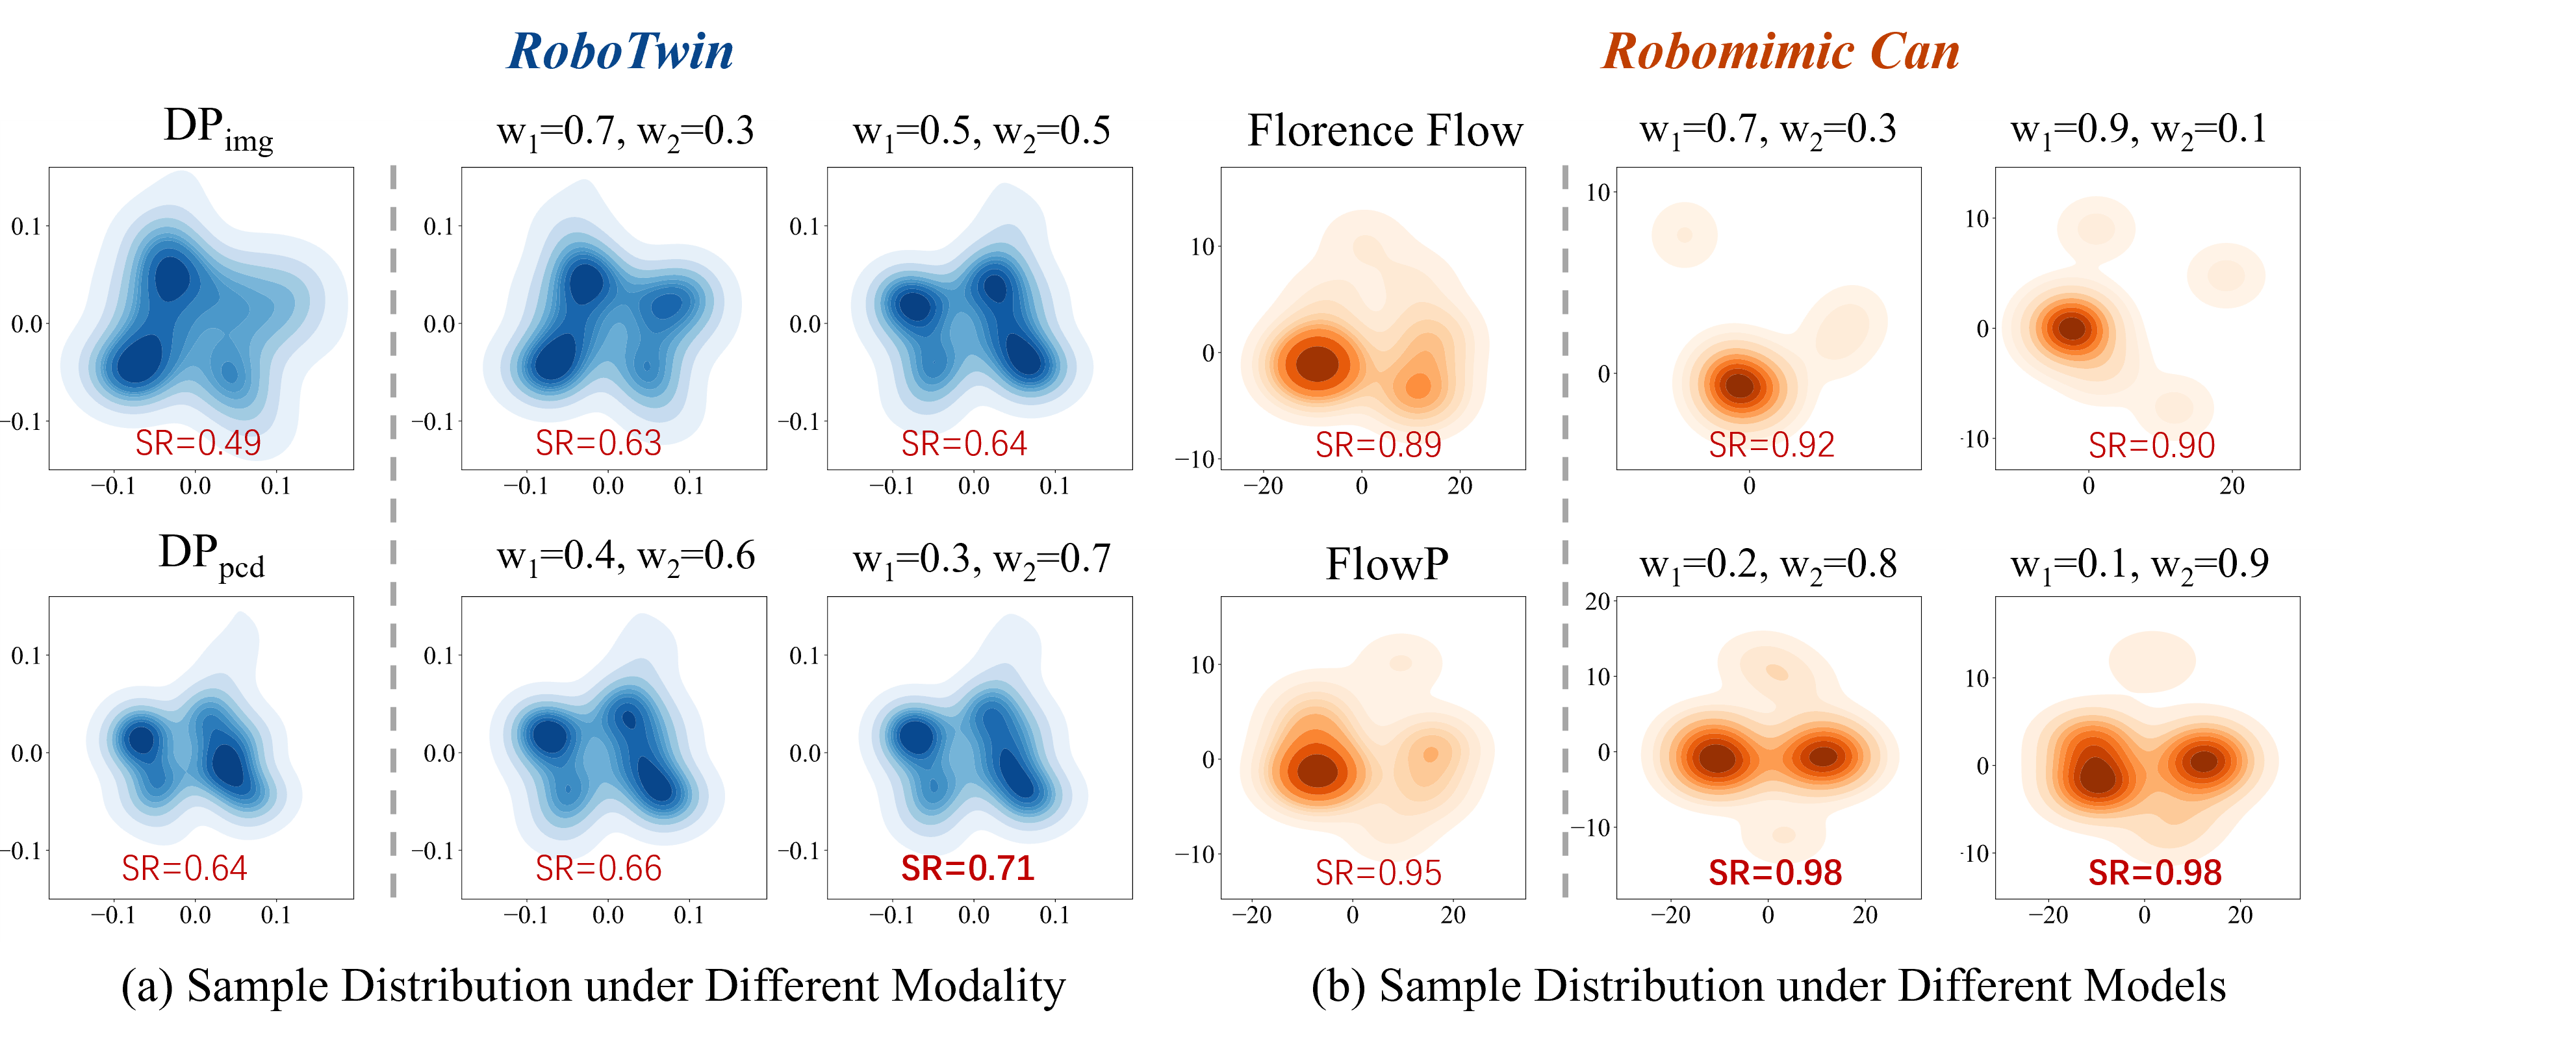 RoboTwin
Robomimic Can
DPimg
w1=0.7, w2=0.3
w1=0.5, w2=0.5
Florence Flow
w1=0.7, w2=0.3
w1=0.9, w2=0.1
0.1
0.0
−0.1
SR=0.49
−0.1 0.0 0.1
0.1
0.0
−0.1
SR=0.63
−0.1 0.0 0.1
0.1
0.0
−0.1
SR=0.64
−0.1 0.0 0.1
10
0
−10
SR=0.89
−20 0 20
10
0
SR=0.92
0
10
0
-10
SR=0.90
0 20
DPpcd
w1=0.4, w2=0.6
w1=0.3, w2=0.7
FlowP
w1=0.2, w2=0.8
w1=0.1, w2=0.9
0.1
0.0
−0.1
SR=0.64
−0.1 0.0 0.1
0.1
0.0
−0.1
SR=0.66
−0.1 0.0 0.1
0.1
0.0
−0.1
SR=0.71
−0.1 0.0 0.1
10
0
−10
SR=0.95
−20 0 20
20
10
0
−10
SR=0.98
−20 0 20
10
0
-10
SR=0.98
−20 0 20
(a) Sample Distribution under Different Modality
(b) Sample Distribution under Different Models